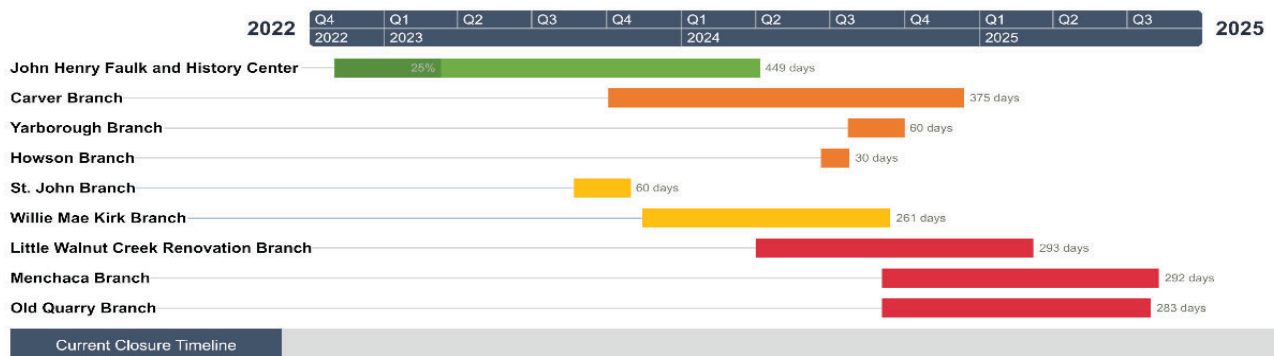 2022 Q4 Q1 Q2 Q3 Q4 Q1 Q2 Q3 Q4 Q1 Q2 Q3 2025
2022 2023 2024 2025
John Henry Faulk and History Center 25% 449 days
Carver Branch 375 days
Yarborough Branch 60 days
Howson Branch 30 days
St. John Branch 60 days
Willie Mae Kirk Branch 261 days
Little Walnut Creek Renovation Branch 293 days
Menchaca Branch 292 days
Old Quarry Branch 283 days
Current Closure Timeline